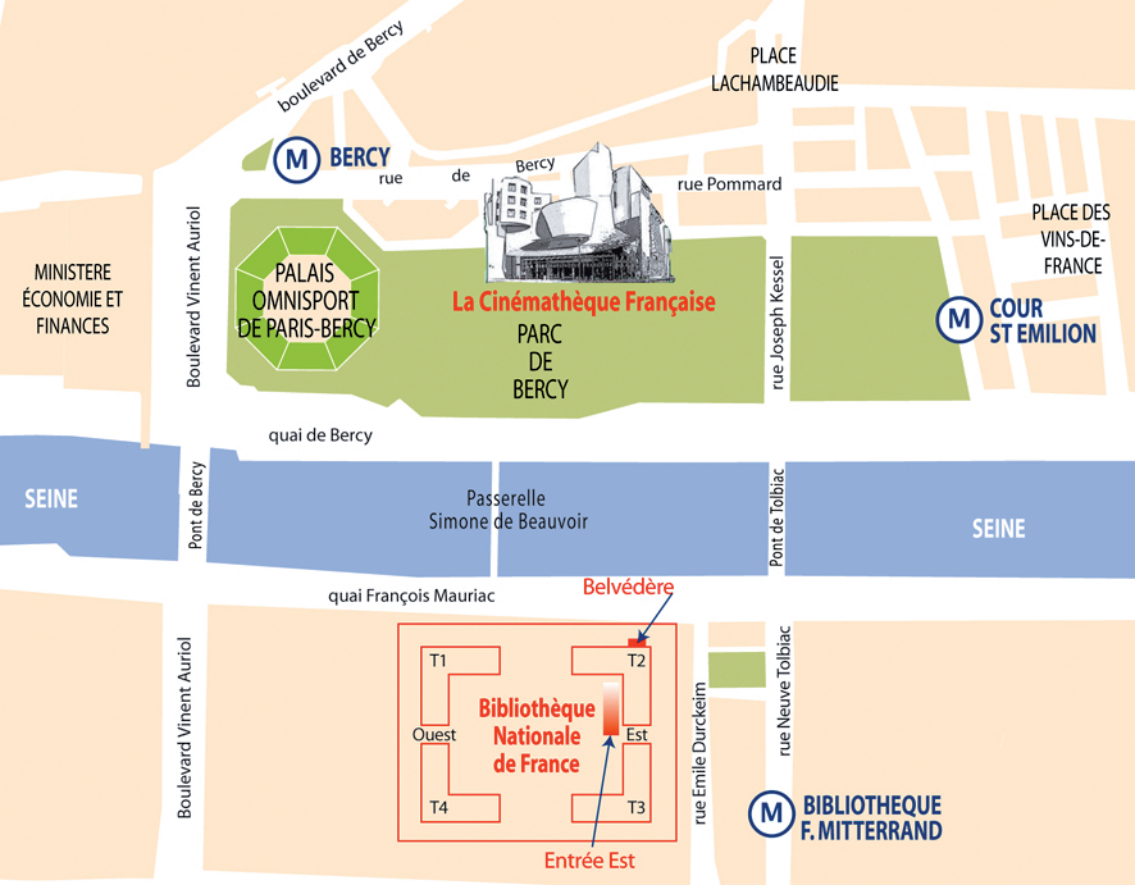 boulevard de Bercy
PLACE
LACHAMBEAUDIE
M BERCY
rue de Bercy
rue Pommard
PLACE DES
VINS-DE-
FRANCE
MINISTERE
ÉCONOMIE ET
FINANCES
Boulevard Vinent Auriol
PALAIS
OMNISPORT
DE PARIS-BERCY
La Cinémathèque Française
PARC
DE
BERCY
rue Joseph Kessel
M COUR
ST EMILION
quai de Bercy
SEINE
Pont de Bercy
Passerelle
Simone de Beauvoir
Pont de Tolbiac
SEINE
quai François Mauriac
Belvédère
Boulevard Vinent Auriol
T1
T2
Bibliothèque
Nationale
de France
Ouest
Est
T4
T3
Entrée Est
rue Emile Durckeim
rue Neuve Tolbiac
M BIBLIOTHEQUE
F. MITTERRAND